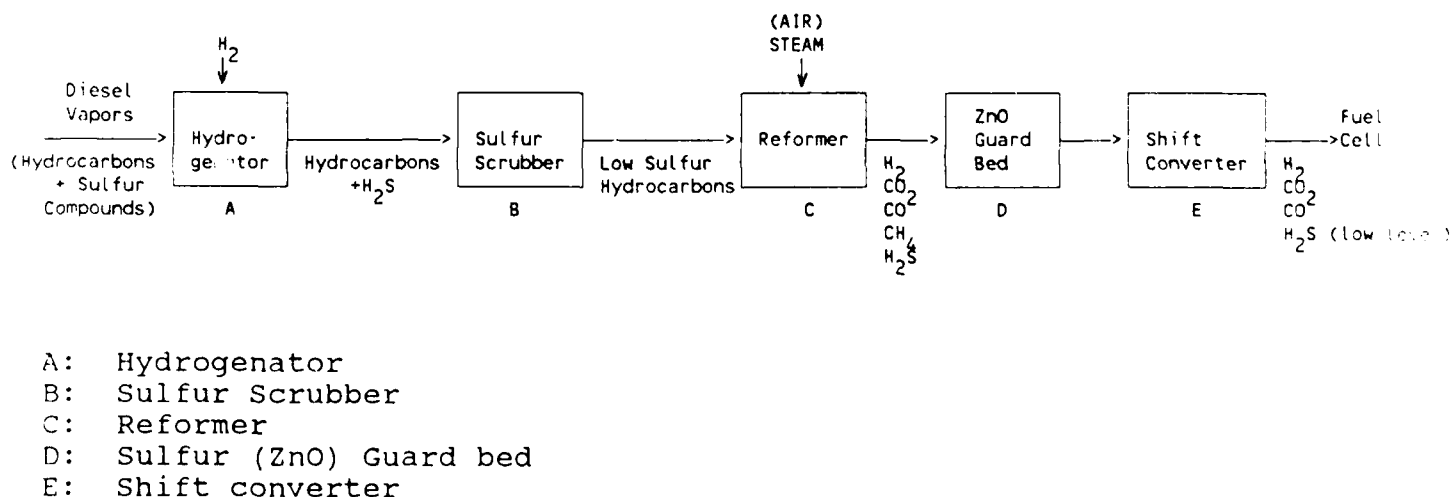 (AIR)
STEAM
H2
Diesel
Vapors
(Hydrocarbons
+ Sulfur
Compounds)
Hydro-
A
Hydrocarbons
+H2S
Sulfur
Scrubber
B
Low Sulfur
Hydrocarbons
Reformer
C
H2
CO2
CO
CH4
H2S
ZnO
Guard
Bed
D
Shift
Converter
E
Fuel
Cell
H2
CO2
CO
H2S (low level)
A: Hydrogenator
B: Sulfur Scrubber
C: Reformer
D: Sulfur (ZnO) Guard bed
E: Shift converter